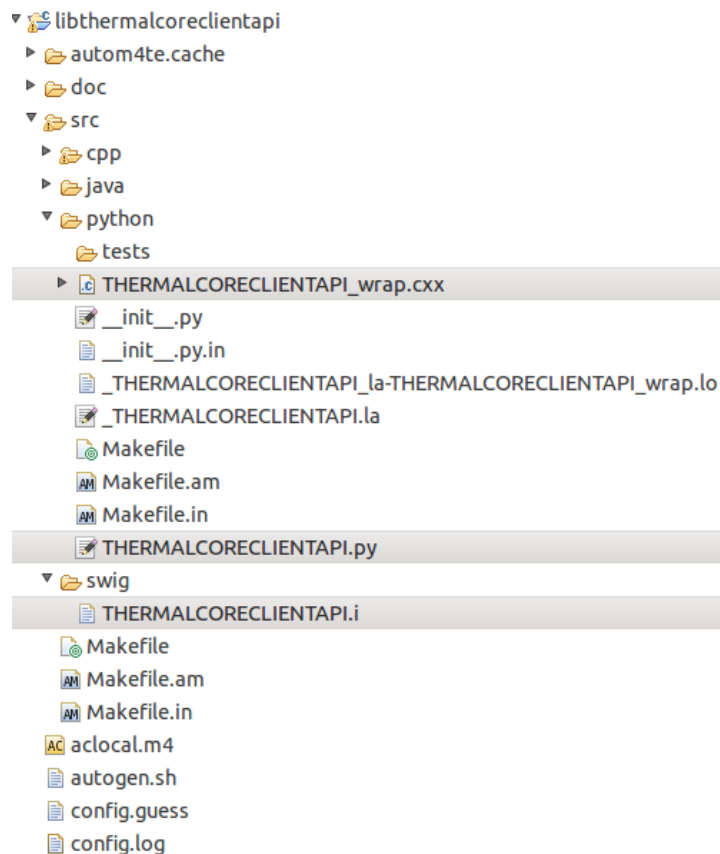 libthermalcoreclientapi
autom4te.cache
doc
src
cpp
java
python
tests
THERMALCORECLIENTAPI_wrap.cxx
__init__.py
__init__.py.in
_THERMALCORECLIENTAPI_la-THERMALCORECLIENTAPI_wrap.lo
_THERMALCORECLIENTAPI.la
Makefile
Makefile.am
Makefile.in
THERMALCORECLIENTAPI.py
swig
THERMALCORECLIENTAPI.i
Makefile
Makefile.am
Makefile.in
aclocal.m4
autogen.sh
config.guess
config.log